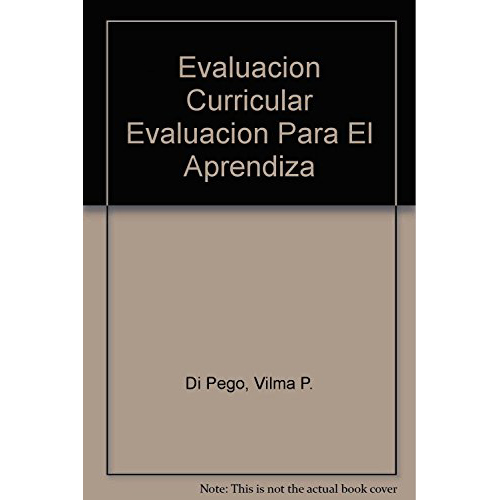 Evaluacion
Curricular
Evaluacion Para El
Aprendiza
Di Pego, Vilma P.
Note: This is not the actual book cover